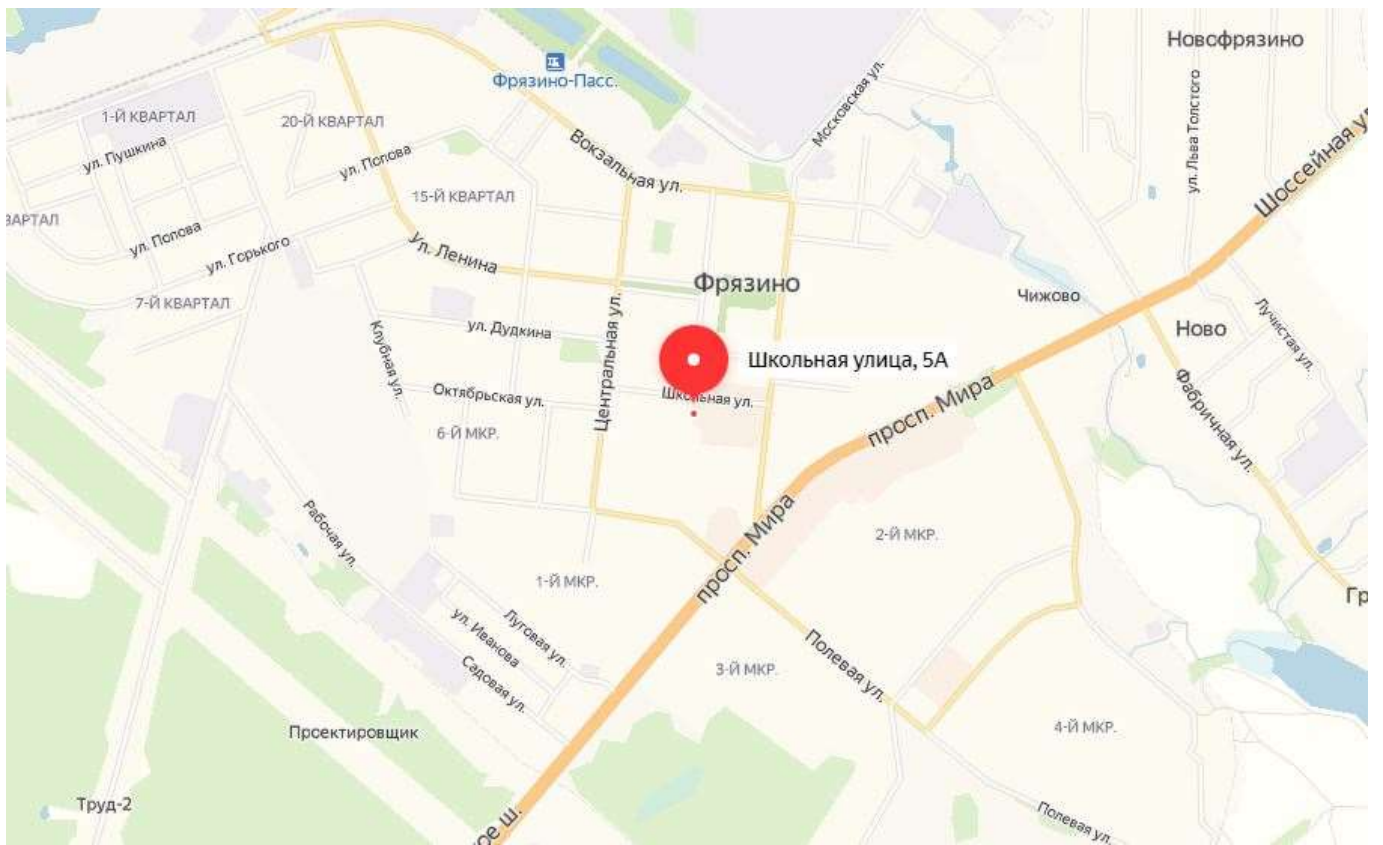 Новофрязино
Фрязино-Пасс.
Московская ул.
ул. Льва Толстого
1-Й КВАРТАЛ
20-Й КВАРТАЛ
Шоссейная
ул. Пушкина
ул. Попова
Вокзальная ул.
15-Й КВАРТАЛ
ВАРТАЛ
ул. Попова
ул. Горького
Ул. Ленина
Фрязино
Чижово
7-Й КВАРТАЛ
Лучистая ул.
ул. Дудкина
Ново
Клубная ул.
Центральная ул.
Школьная улица, 5А
Октябрьская ул.
Школьная ул.
просп. Мира
Фабричная ул.
6-Й МКР.
Рабочая ул.
просп. Мира
2-Й МКР.
1-Й МКР.
Гр
Луговая ул.
ул. Иванова
Садовая ул.
3-Й МКР.
Полевая ул.
Проектировщик
4-Й МКР.
Труд-2
Полевая ул.
ое ш.